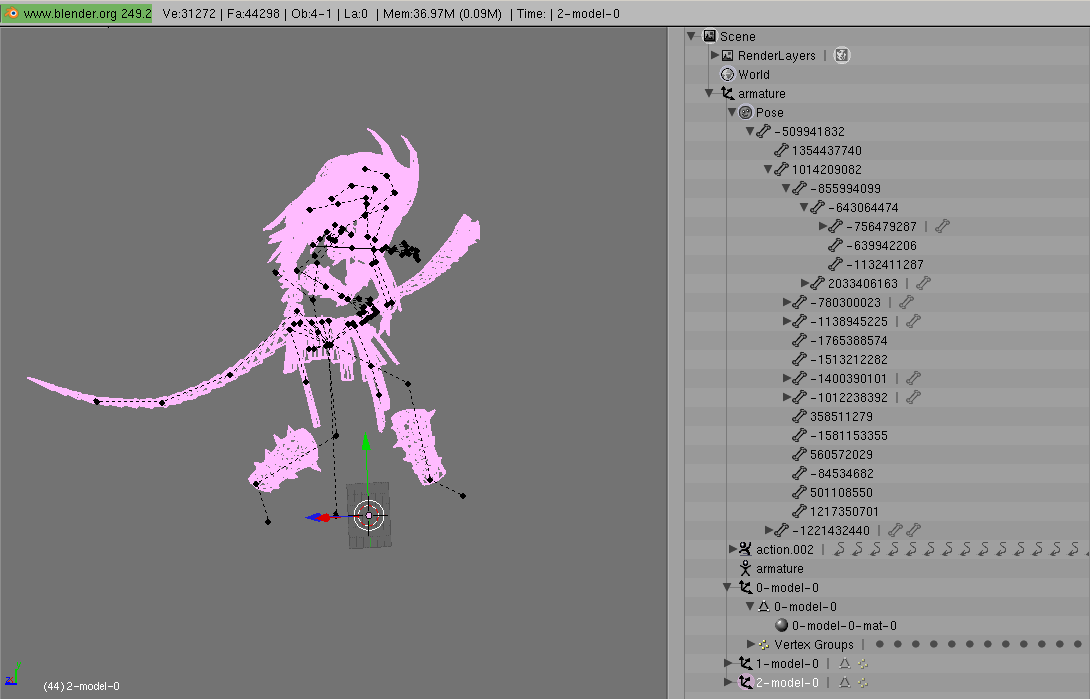 www.blender.org 249.2 Ve:31272 | Fa:44298 | Ob:4-1 | La:0 | Mem:36.97M (0.09M) | Time: | 2-model-0
Scene
RenderLayers |
World
armature
Pose
-509941832
1354437740
1014209082
-855994099
-643064474
-756479287 |
-639942206
-1132411287
2033406163 |
-780300023 |
-1138945225 |
-1765388574
-1513212282
-1400390101 |
-1012238392 |
358511279
-1581153355
560572029
-84534682
501108550
1217350701
-1221432440 |
action.002 |
armature
0-model-0
0-model-0
0-model-0-mat-0
Vertex Groups |
1-model-0 |
2-model-0 |
(44) 2-model-0